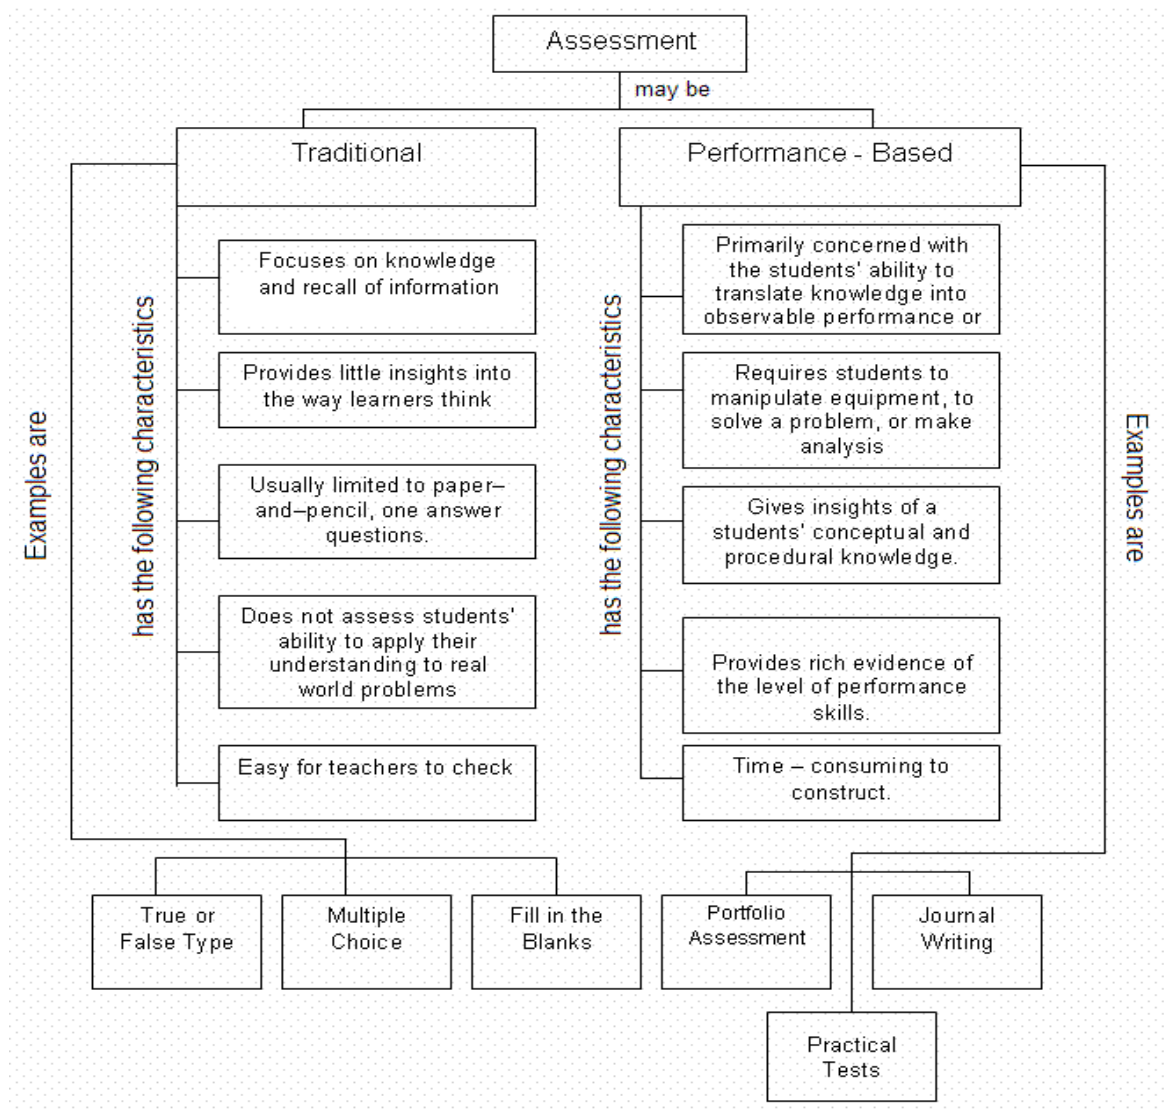 Assessment
may be
Traditional
Performance - Based
Examples are
has the following characteristics
Focuses on knowledge
and recall of information
Provides little insights into
the way learners think
Usually limited to paper–
and–pencil, one answer
questions.
Does not assess students'
ability to apply their
understanding to real
world problems
Easy for teachers to check
has the following characteristics
Primarily concerned with
the students' ability to
translate knowledge into
observable performance or
Requires students to
manipulate equipment, to
solve a problem, or make
analysis
Gives insights of a
students' conceptual and
procedural knowledge.
Provides rich evidence of
the level of performance
skills.
Time – consuming to
construct.
Examples are
True or
False Type
Multiple
Choice
Fill in the
Blanks
Portfolio
Assessment
Journal
Writing
Practical
Tests